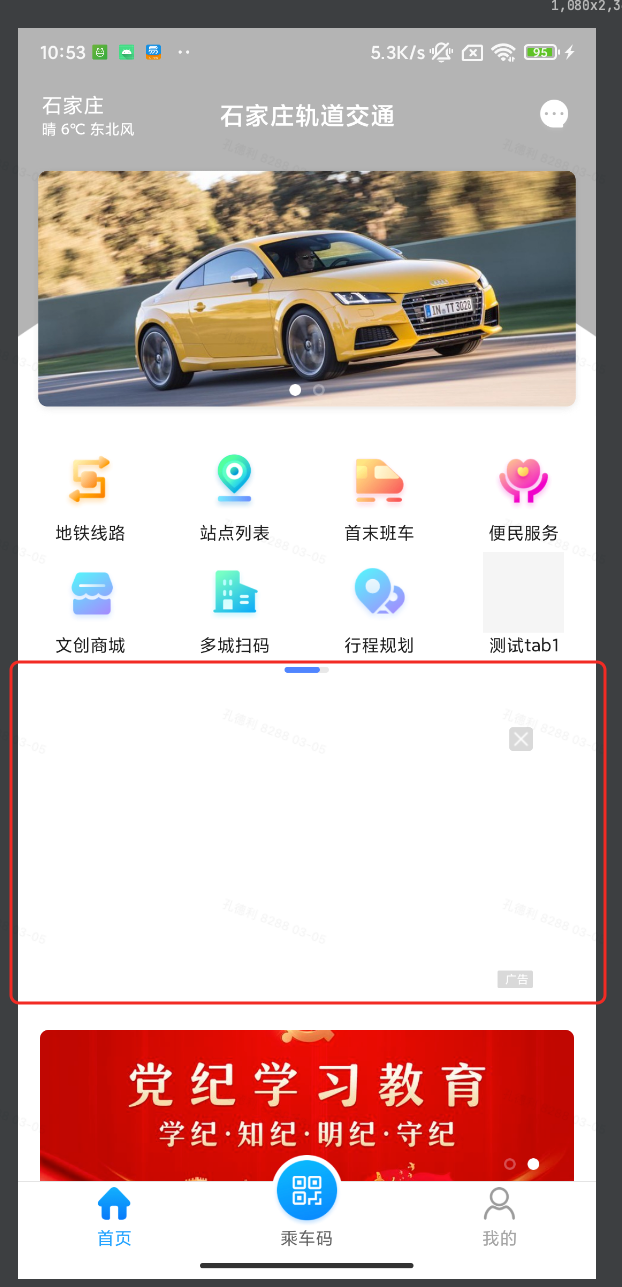 1,080x2,3
10:53
5.3K/s
95
石家庄
晴 6℃ 东北风
石家庄轨道交通
IN TT 3028
地铁线路
站点列表
首末班车
便民服务
文创商城
多城扫码
行程规划
测试tab1
孔德利 8288 03-05
广告
党纪学习教育
学纪·知纪·明纪·守纪
首页
乘车码
我的